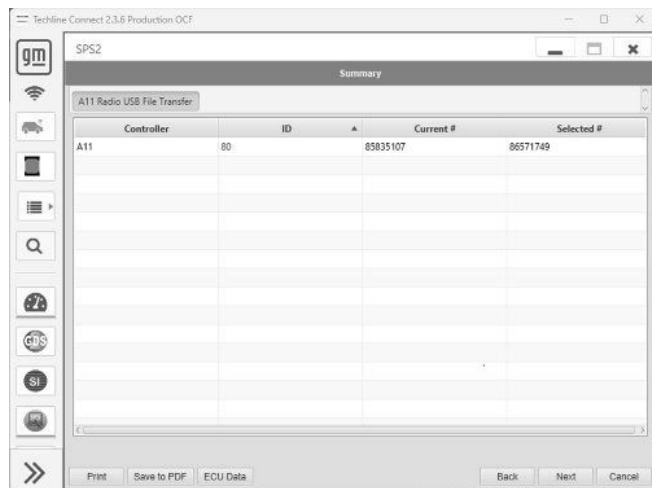 Techline Connect 2.3.6 Production OCF
gm
SPS2
Summary
A11 Radio USB File Transfer
Controller ID Current # Selected #
A11 80 85835107 86571749
GDS
SI
Print Save to PDF ECU Data Back Next Cancel